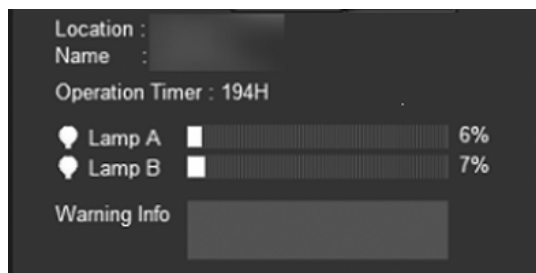 Location :
Name :
Operation Timer : 194H
Lamp A 6%
Lamp B 7%
Warning Info